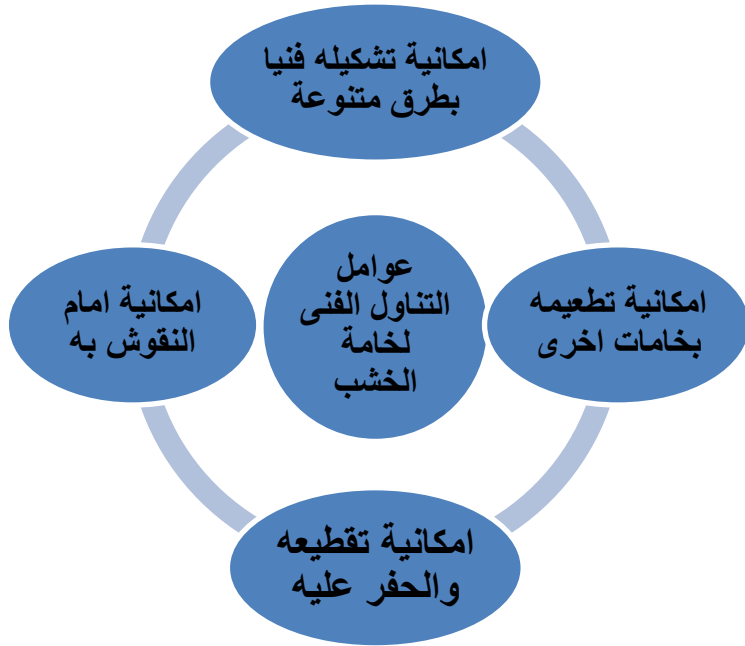 امكانية تشكيله فنيا
بطرق متنوعة
امكانية تطعيمه
بخامات اخرى
عوامل
التناول الفنى
لخامة
الخشب
امكانية امام
النقوش به
امكانية تقطيعه
والحفر عليه